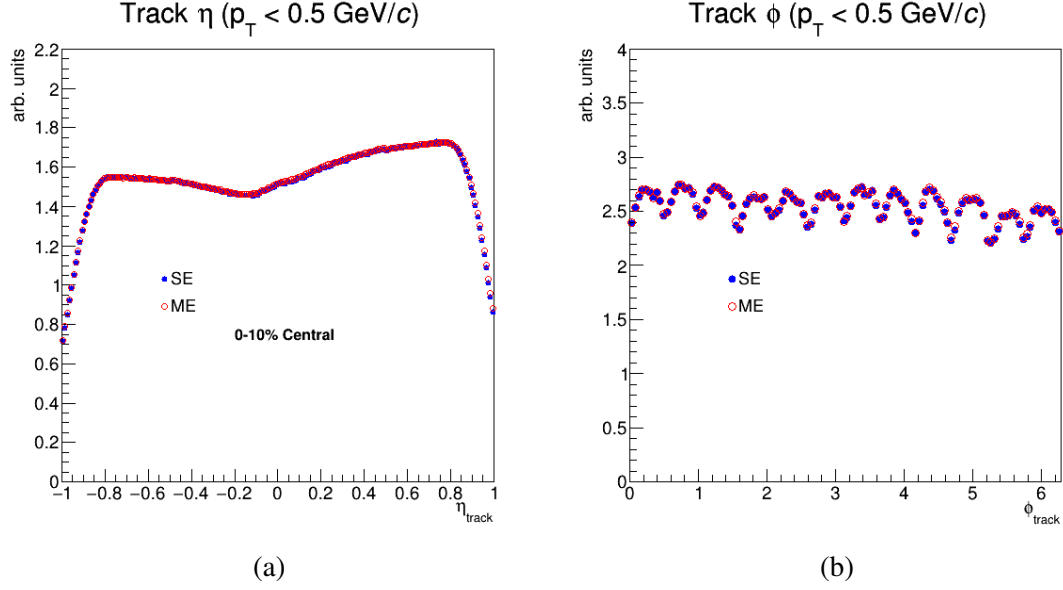 Track η (p_T < 0.5 GeV/c)
arb. units
2.2
2
1.8
1.6
1.4
1.2
1
0.8
0.6
0.4
0.2
0
SE
ME
0-10% Central
−1 −0.8 −0.6 −0.4 −0.2 0 0.2 0.4 0.6 0.8 1
η_track
(a)
Track ϕ (p_T < 0.5 GeV/c)
arb. units
4
3.5
3
2.5
2
1.5
1
0.5
0
SE
ME
0 1 2 3 4 5 6
ϕ_track
(b)